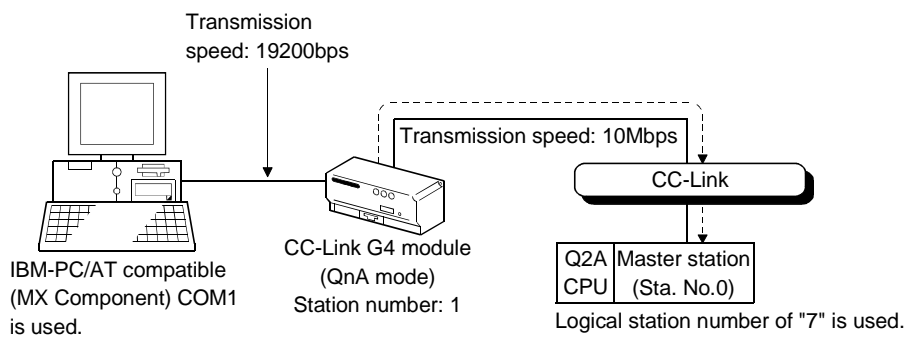 Transmission
speed: 19200bps
Transmission speed: 10Mbps
CC-Link
IBM-PC/AT compatible
(MX Component) COM1
is used.
CC-Link G4 module
(QnA mode)
Station number: 1
Q2A
CPU
Master station
(Sta. No.0)
Logical station number of "7" is used.